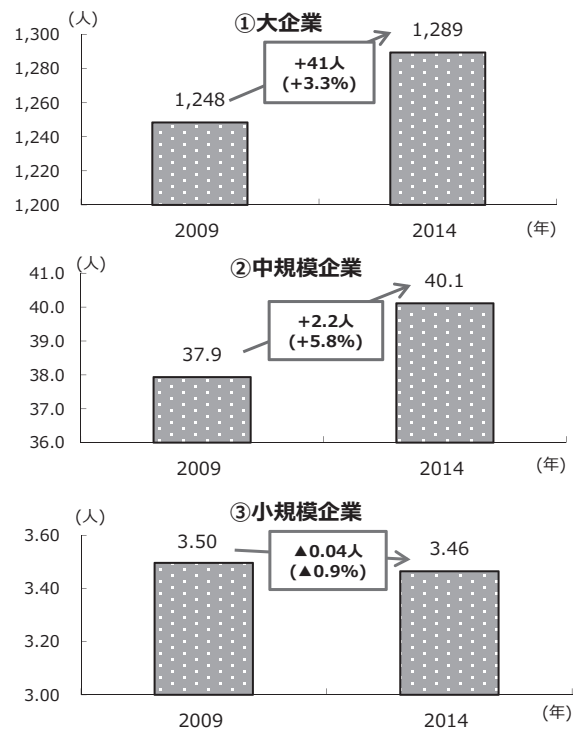 ①大企業
(人)
1,300
1,280
1,260
1,240
1,220
1,200
1,248
+41人
(+3.3%)
1,289
2009
2014
(年)
②中規模企業
(人)
41.0
40.0
39.0
38.0
37.0
36.0
37.9
+2.2人
(+5.8%)
40.1
2009
2014
(年)
③小規模企業
(人)
3.60
3.40
3.20
3.00
3.50
▲0.04人
(▲0.9%)
3.46
2009
2014
(年)